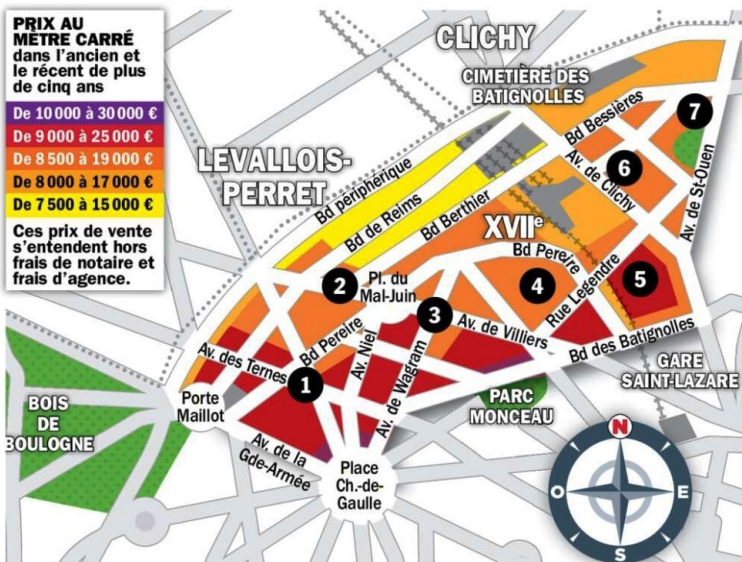 PRIX AU
MÈTRE CARRÉ
dans l'ancien et
le récent de plus
de cinq ans
De 10 000 à 30 000 €
De 9 000 à 25 000 €
De 8 500 à 19 000 €
De 8 000 à 17 000 €
De 7 500 à 15 000 €
Ces prix de vente
s'entendent hors
frais de notaire et
frais d'agence.
CLICHY
CIMETIÈRE DES
BATIGNOLLES
LEVALLOIS-
PERRET
Bd périphérique
Bd de Reims
Bd Berthier
Bd Bessières
Av. de Clichy
Av. de St-Ouen
7
6
XVIIe
Bd Pereire
Rue Legendre
5
4
2
Pl. du
Mal-Juin
3
Av. de Villiers
Bd des Batignolles
Bd Pereire
Av. Niel
Av. de Wagram
Av. des Ternes
1
Porte
Maillot
BOIS
DE
BOULOGNE
Av. de la
Gde-Armée
Place
Ch.-de-
Gaulle
PARC
MONCEAU
GARE
SAINT-LAZARE
N
O
E
S